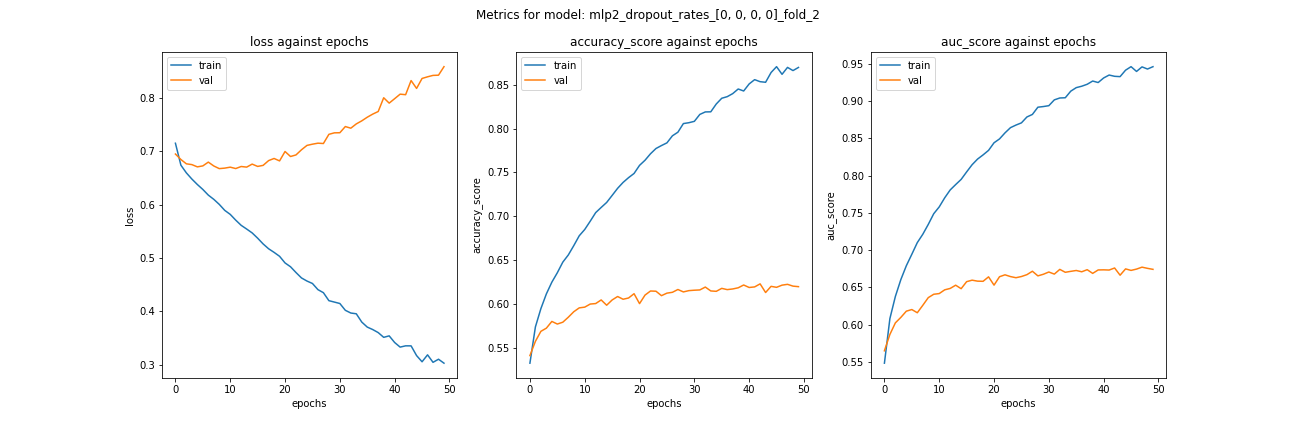 Metrics for model: mlp2_dropout_rates_[0, 0, 0, 0]_fold_2
loss against epochs
train
val
0.8
0.7
0.6
0.5
0.4
0.3
loss
0
10
20
30
40
50
epochs
accuracy_score against epochs
train
val
0.85
0.80
0.75
0.70
0.65
0.60
0.55
accuracy_score
0
10
20
30
40
50
epochs
auc_score against epochs
train
val
0.95
0.90
0.85
0.80
0.75
0.70
0.65
0.60
0.55
auc_score
0
10
20
30
40
50
epochs